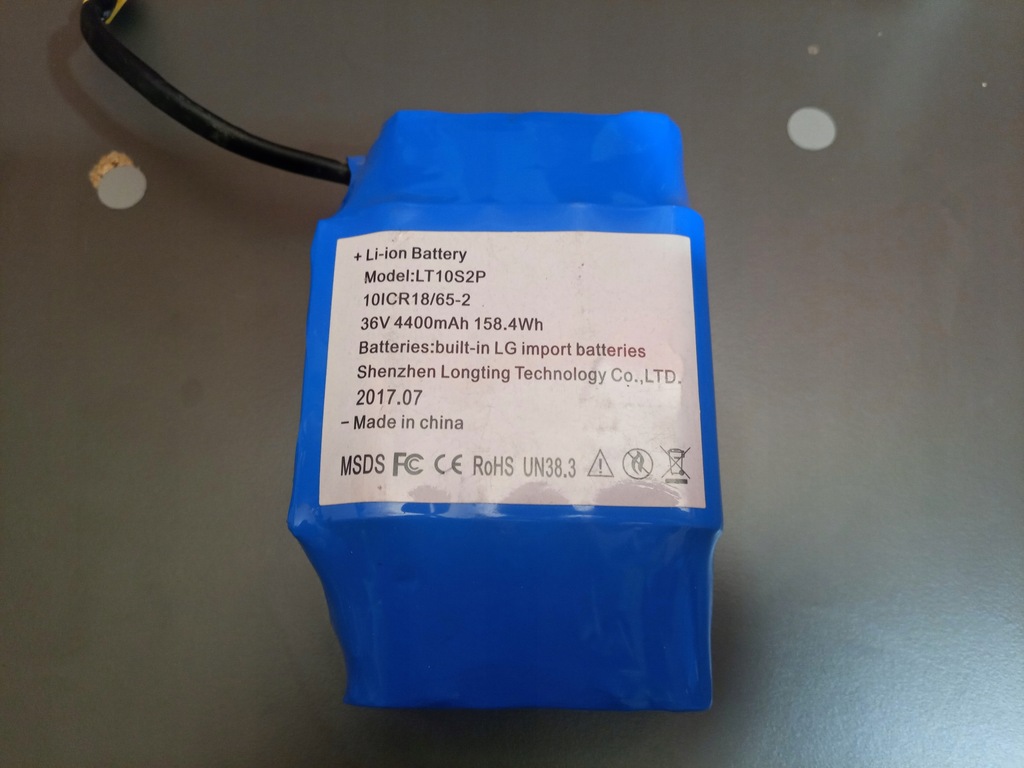 + Li-ion Battery
Model:LT10S2P
10ICR18/65-2
36V 4400mAh 158.4Wh
Batteries:built-in LG import batteries
Shenzhen Longting Technology Co.,LTD.
2017.07
− Made in china
MSDS FC CE RoHS UN38.3